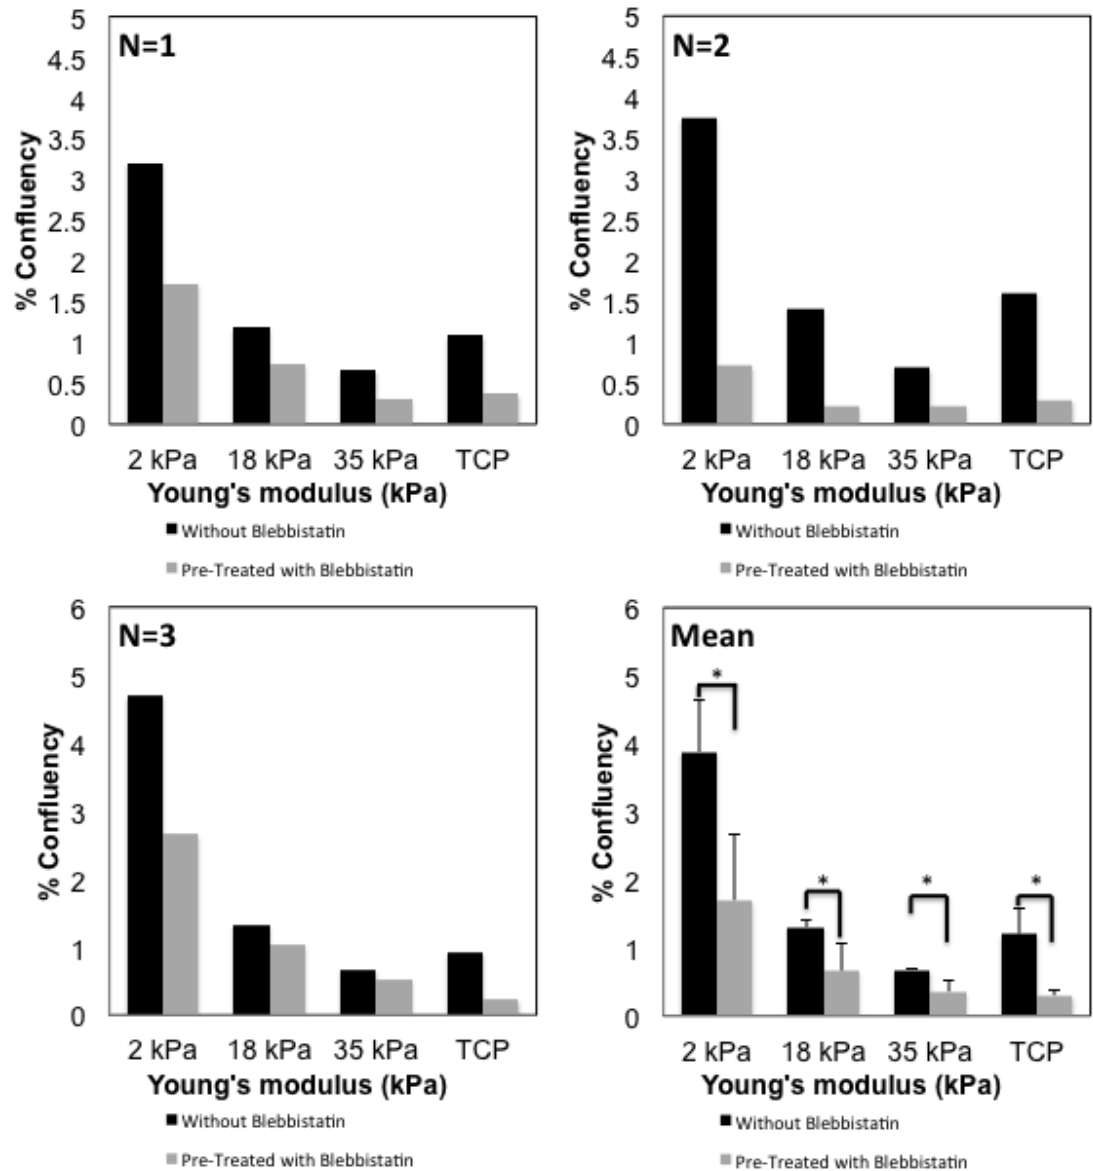 N=1
5
4.5
4
3.5
3
2.5
2
1.5
1
0.5
0
% Confluency
2 kPa 18 kPa 35 kPa TCP
Young's modulus (kPa)
Without Blebbistatin
Pre-Treated with Blebbistatin
N=2
5
4.5
4
3.5
3
2.5
2
1.5
1
0.5
0
% Confluency
2 kPa 18 kPa 35 kPa TCP
Young's modulus (kPa)
Without Blebbistatin
Pre-Treated with Blebbistatin
N=3
6
5
4
3
2
1
0
% Confluency
2 kPa 18 kPa 35 kPa TCP
Young's modulus (kPa)
Without Blebbistatin
Pre-Treated with Blebbistatin
Mean
6
5
4
3
2
1
0
% Confluency
*
* * *
2 kPa 18 kPa 35 kPa TCP
Young's modulus (kPa)
Without Blebbistatin
Pre-Treated with Blebbistatin